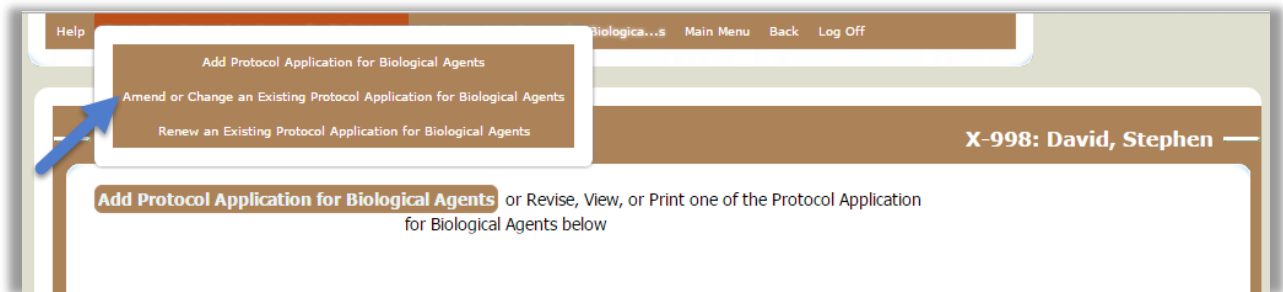 Help Biologica...s Main Menu Back Log Off
Add Protocol Application for Biological Agents
Amend or Change an Existing Protocol Application for Biological Agents
Renew an Existing Protocol Application for Biological Agents
X-998: David, Stephen
Add Protocol Application for Biological Agents or Revise, View, or Print one of the Protocol Application
for Biological Agents below